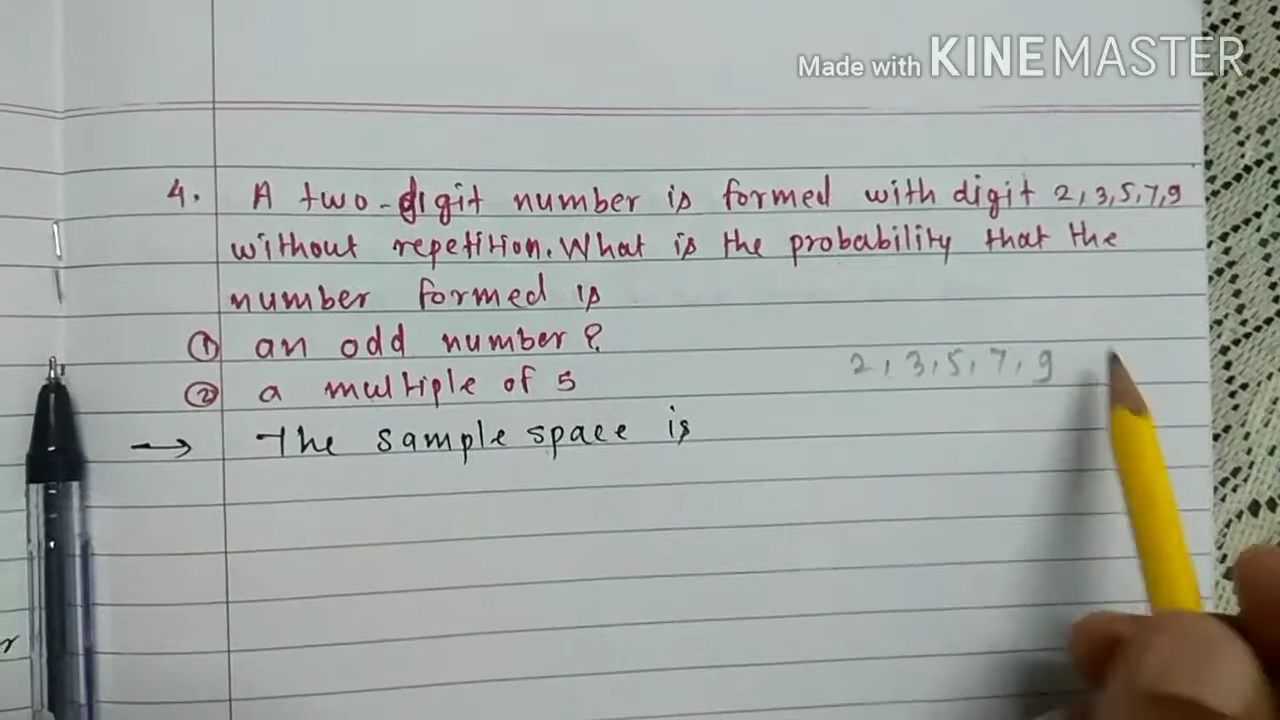 Made with KINEMASTER
4. A two-digit number is formed with digit 2,3,5,7,9
without repetition. What is the probability that the
number formed is
① an odd number?
② a multiple of 5
2, 3, 5, 7, 9
→ The sample space is
r